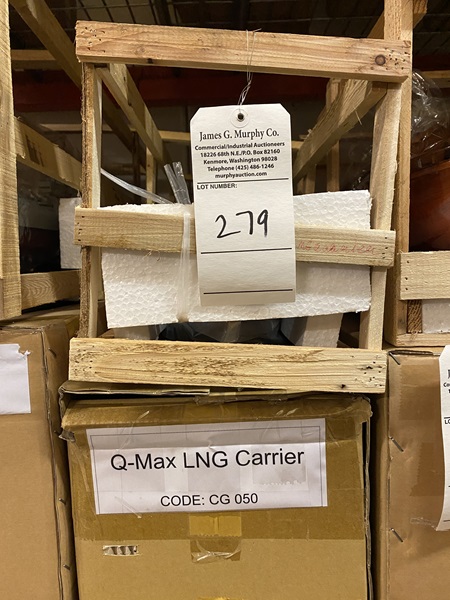 James G. Murphy Co.
Commercial/Industrial Auctioneers
18226 68th N.E./P.O. Box 82160
Kenmore, Washington 98028
Telephone (425) 486-1246
murphyauction.com
LOT NUMBER:
279
Q-Max LNG Carrier
CODE: CG 050